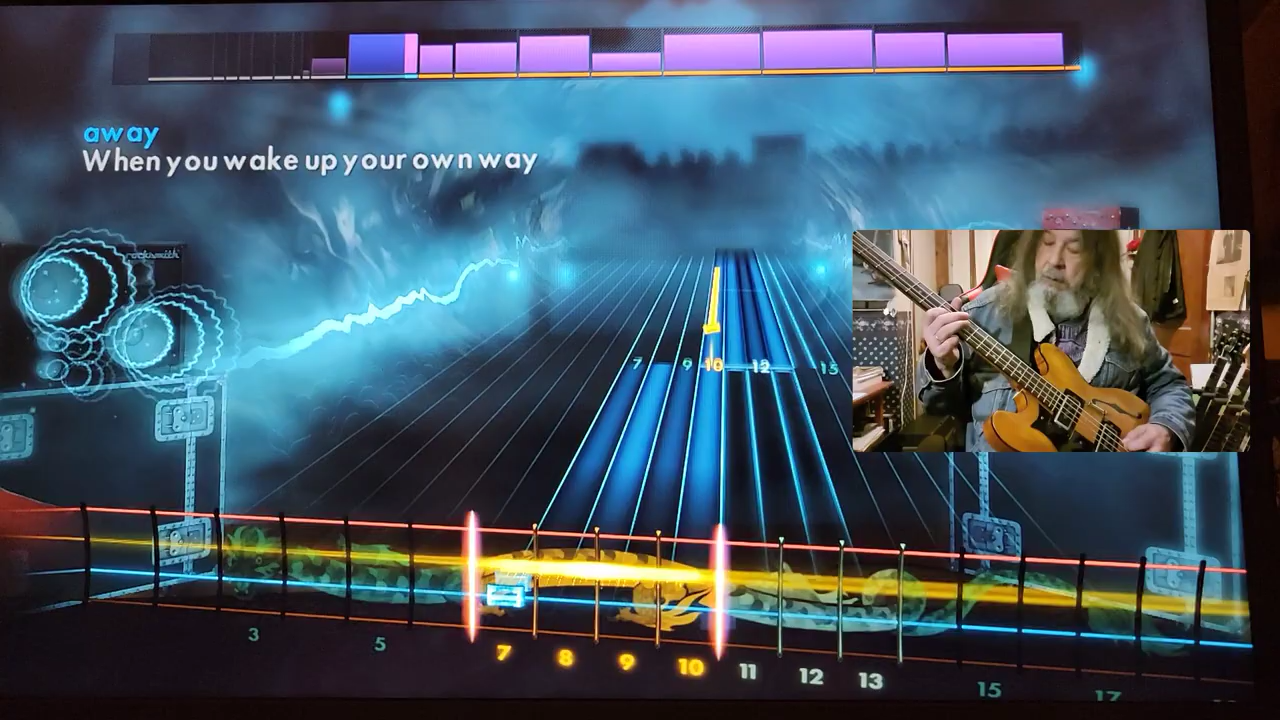 away
When you wake up your own way
rocksmith
7 9 10 12 15
3 5 7 8 9 10 11 12 13 15 17